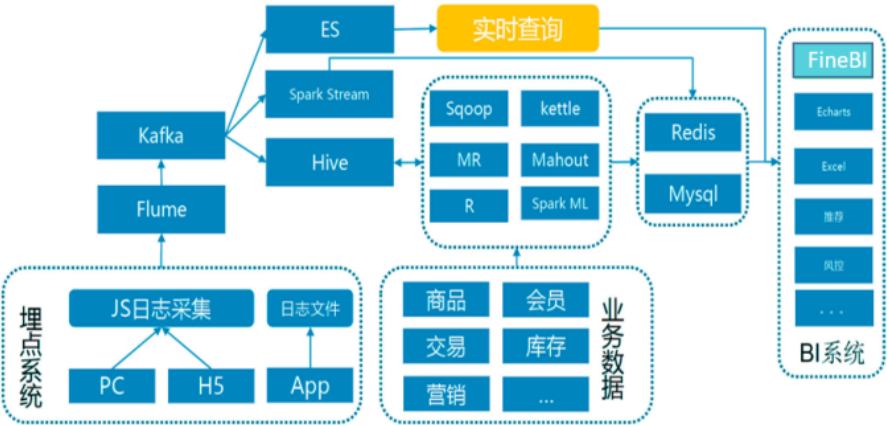 ES
实时查询
Spark Stream
Kafka
Hive
Flume
Sqoop
kettle
MR
Mahout
R
Spark ML
Redis
Mysql
FineBI
Echarts
Excel
推荐
风控
...
BI系统
埋点系统
JS日志采集
日志文件
PC
H5
App
商品
会员
交易
库存
营销
...
业务数据